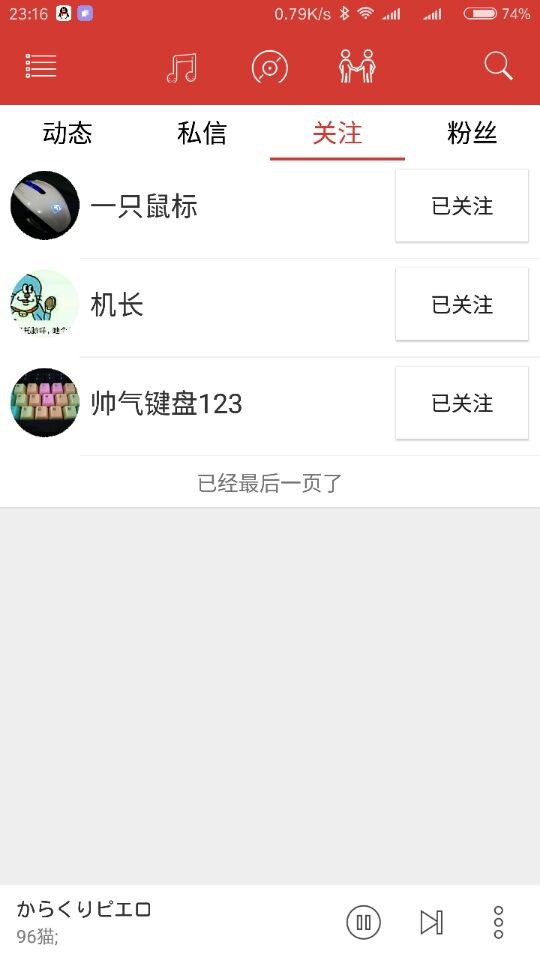 23:16 0.79K/s 74%
动态 私信 关注 粉丝
一只鼠标 已关注
机长 已关注
帅气键盘123 已关注
已经最后一页了
からくりピエロ
96猫;